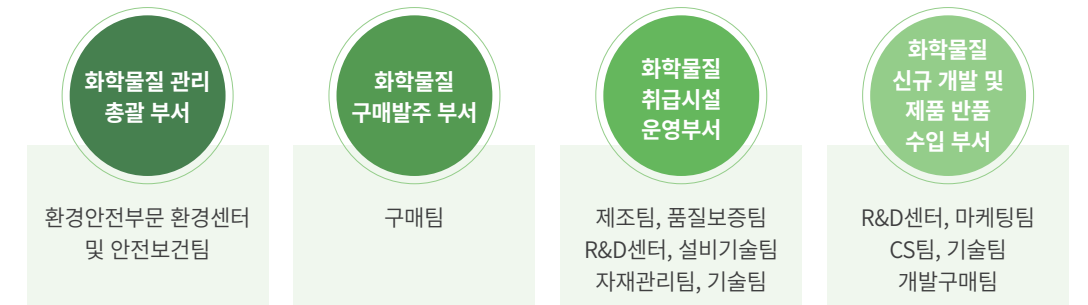 화학물질 관리
총괄 부서
환경안전부문 환경센터
및 안전보건팀
화학물질
구매발주 부서
구매팀
화학물질
취급시설
운영부서
제조팀, 품질보증팀
R&D센터, 설비기술팀
자재관리팀, 기술팀
화학물질
신규 개발 및
제품 반품
수입 부서
R&D센터, 마케팅팀
CS팀, 기술팀
개발구매팀